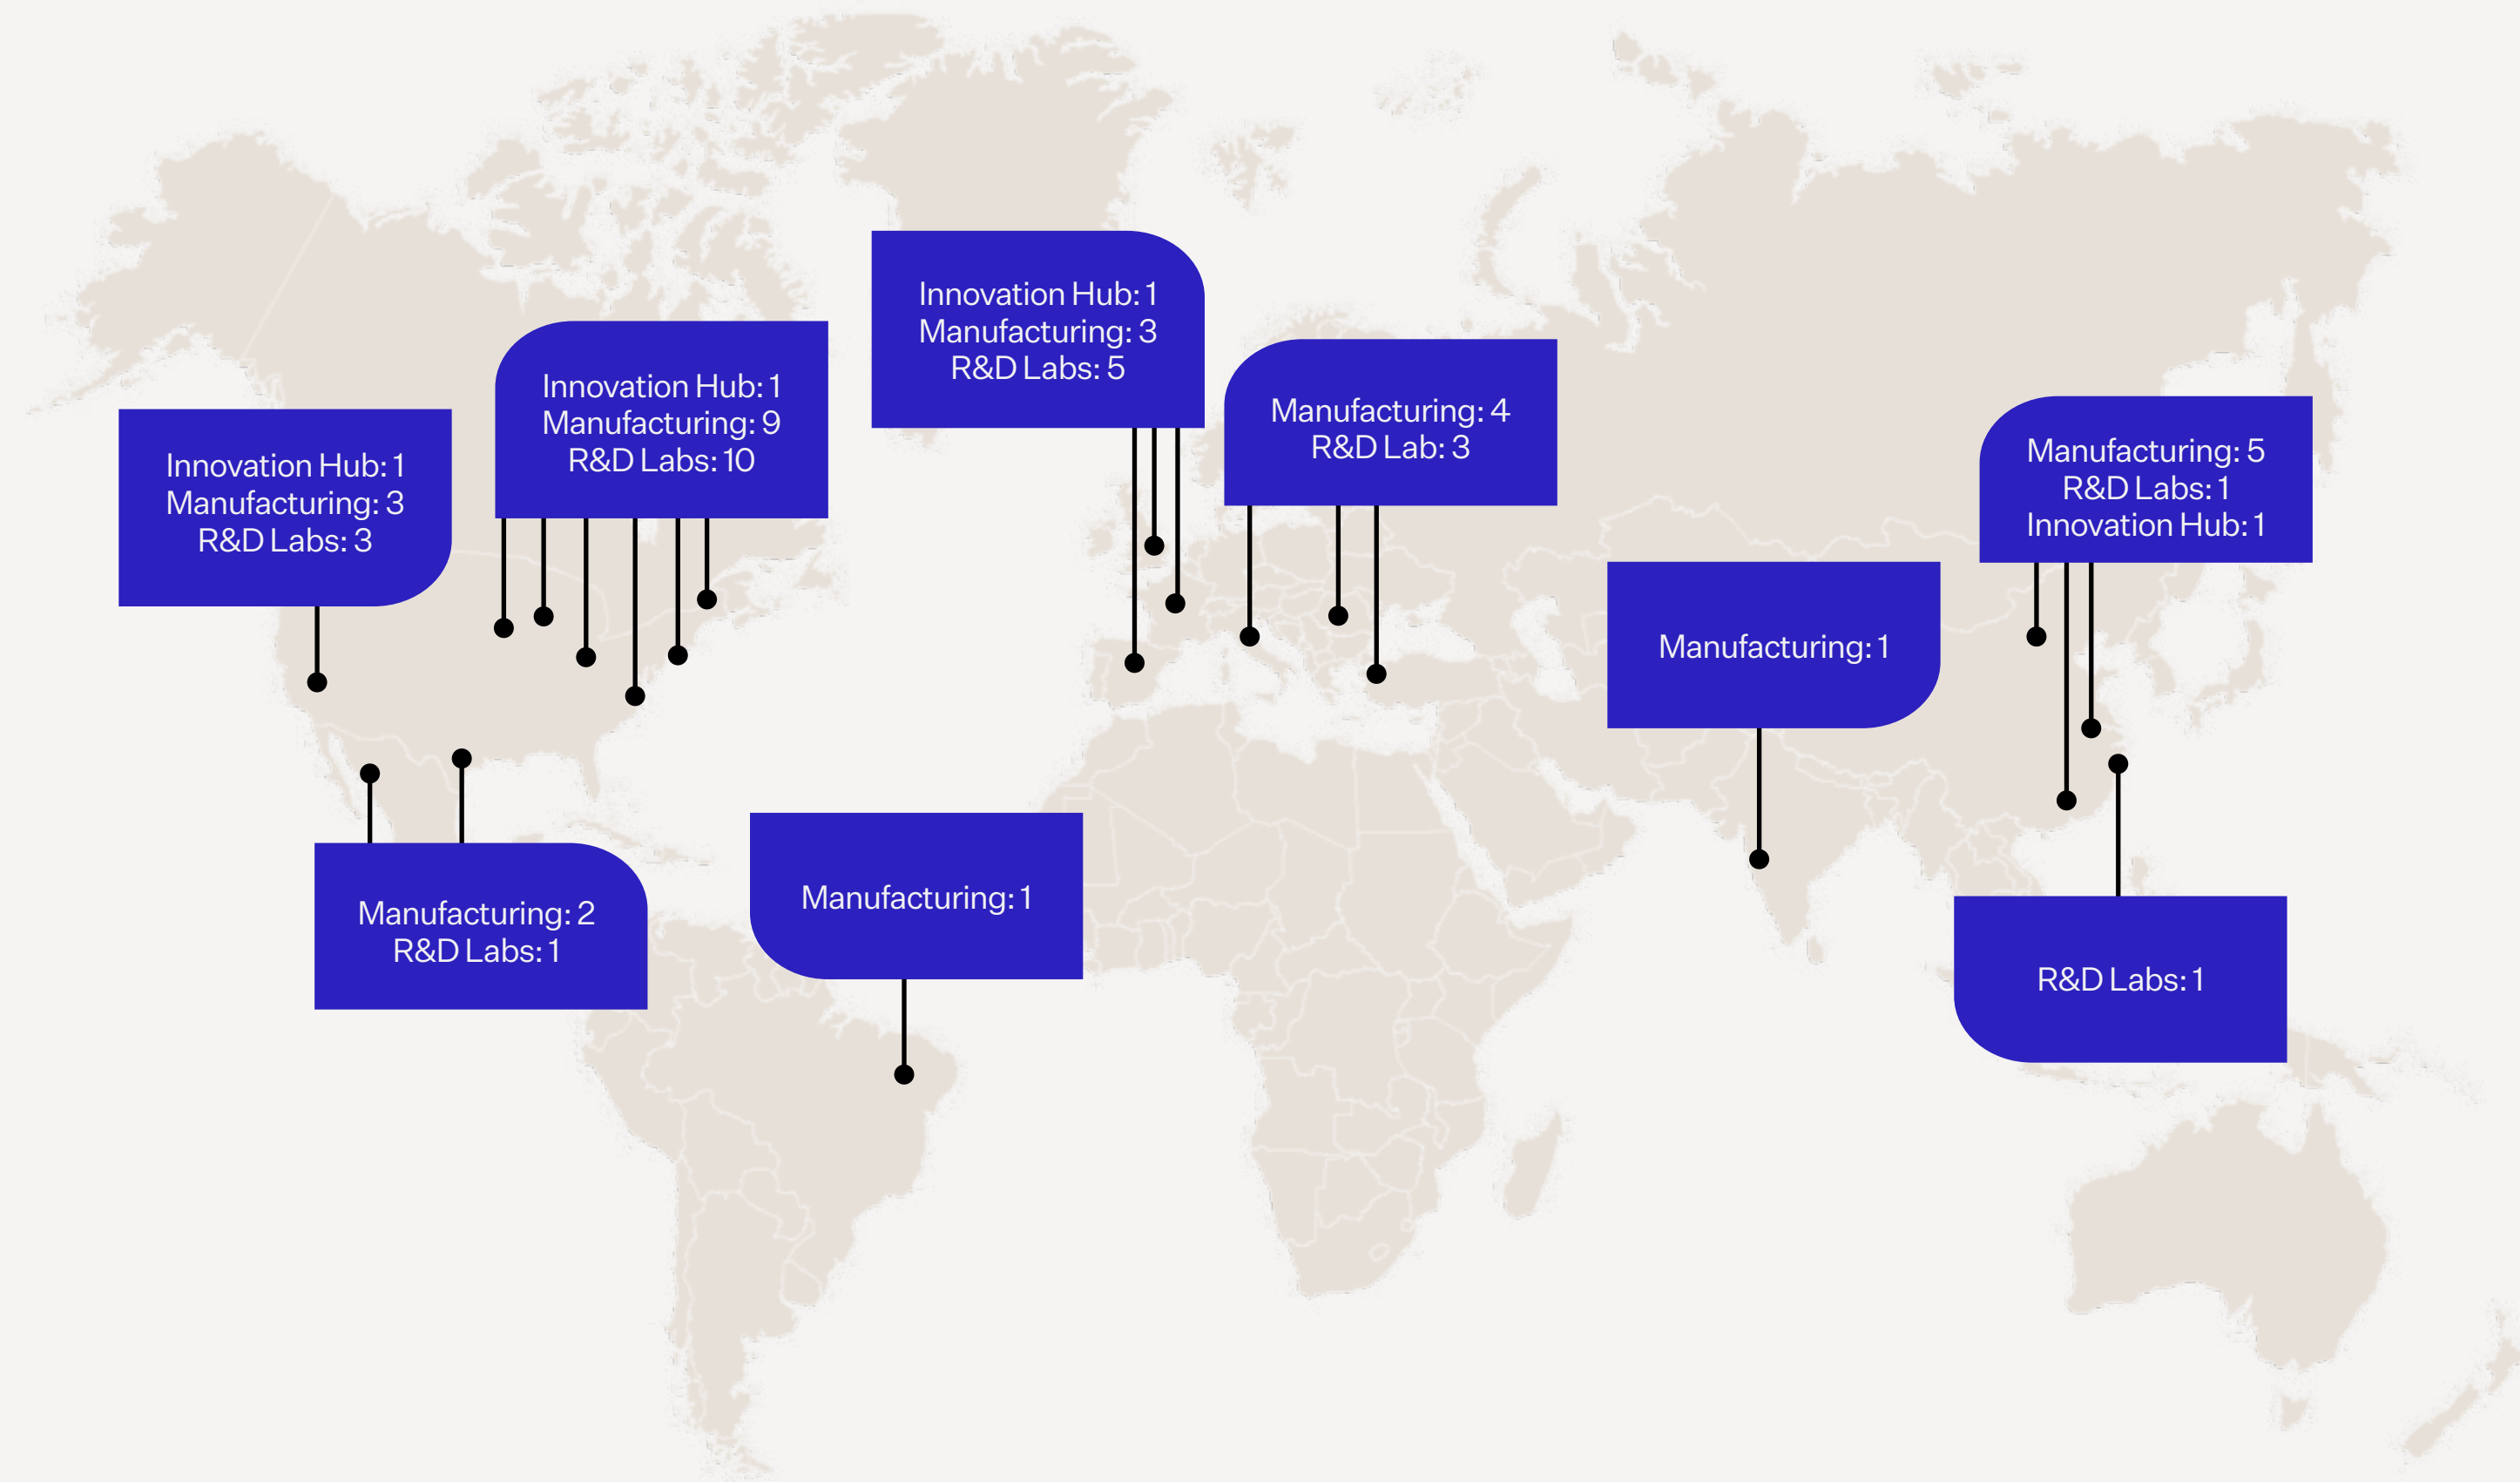 Innovation Hub: 1
Manufacturing: 3
R&D Labs: 5
Innovation Hub: 1
Manufacturing: 9
R&D Labs: 10
Manufacturing: 4
R&D Lab: 3
Innovation Hub: 1
Manufacturing: 3
R&D Labs: 3
Manufacturing: 5
R&D Labs: 1
Innovation Hub: 1
Manufacturing: 1
Manufacturing: 2
R&D Labs: 1
Manufacturing: 1
R&D Labs: 1